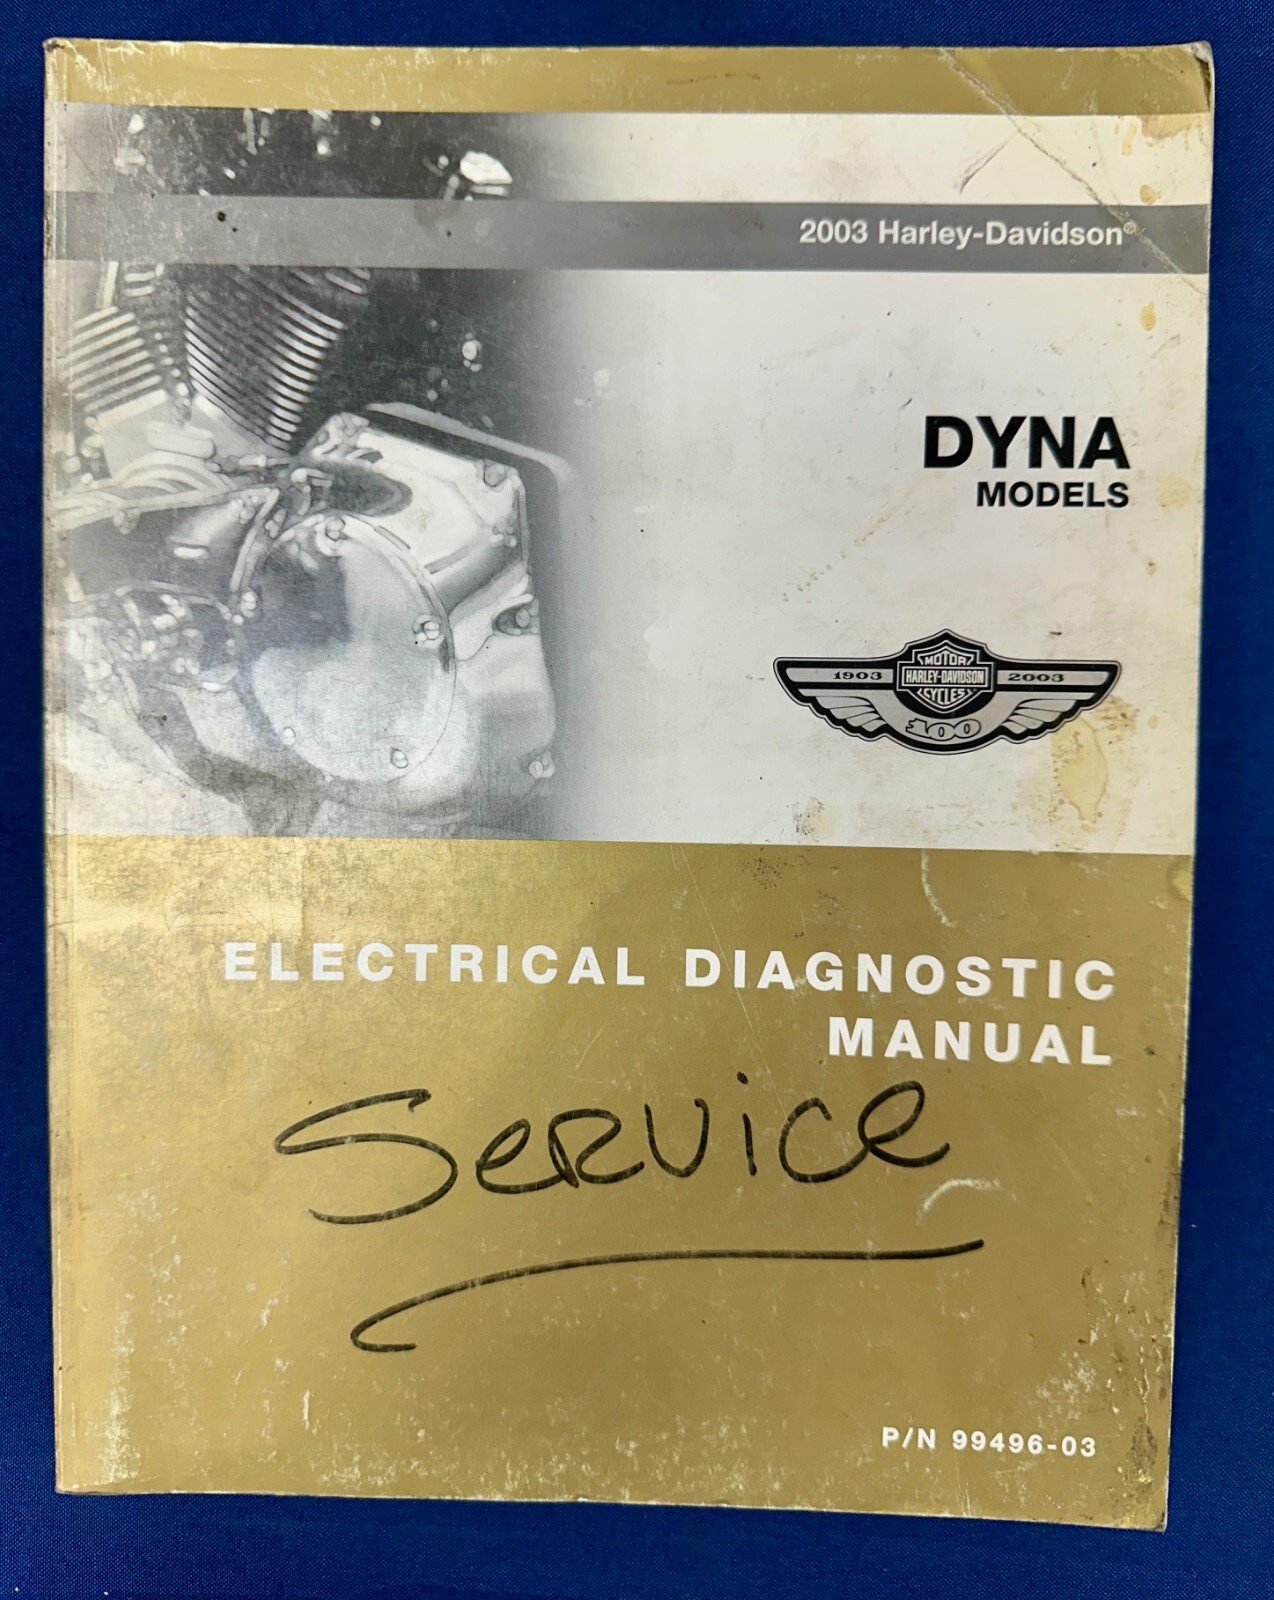 2003 Harley-Davidson®
DYNA
MODELS
MOTOR
1903 HARLEY-DAVIDSON 2003
CYCLES
100
ELECTRICAL DIAGNOSTIC
MANUAL
Service
P/N 99496-03